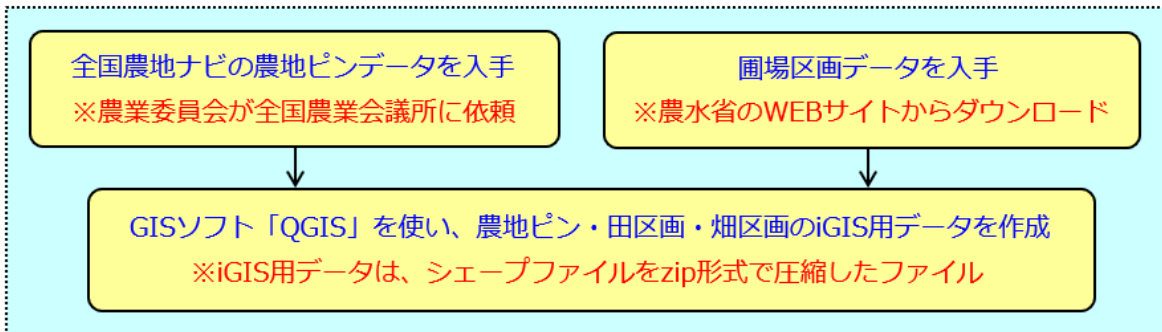 全国農地ナビの農地ピンデータを入手
※農業委員会が全国農業会議所に依頼
圃場区画データを入手
※農水省のWEBサイトからダウンロード
GISソフト「QGIS」を使い、農地ピン・田区画・畑区画のiGIS用データを作成
※iGIS用データは、シェープファイルをzip形式で圧縮したファイル